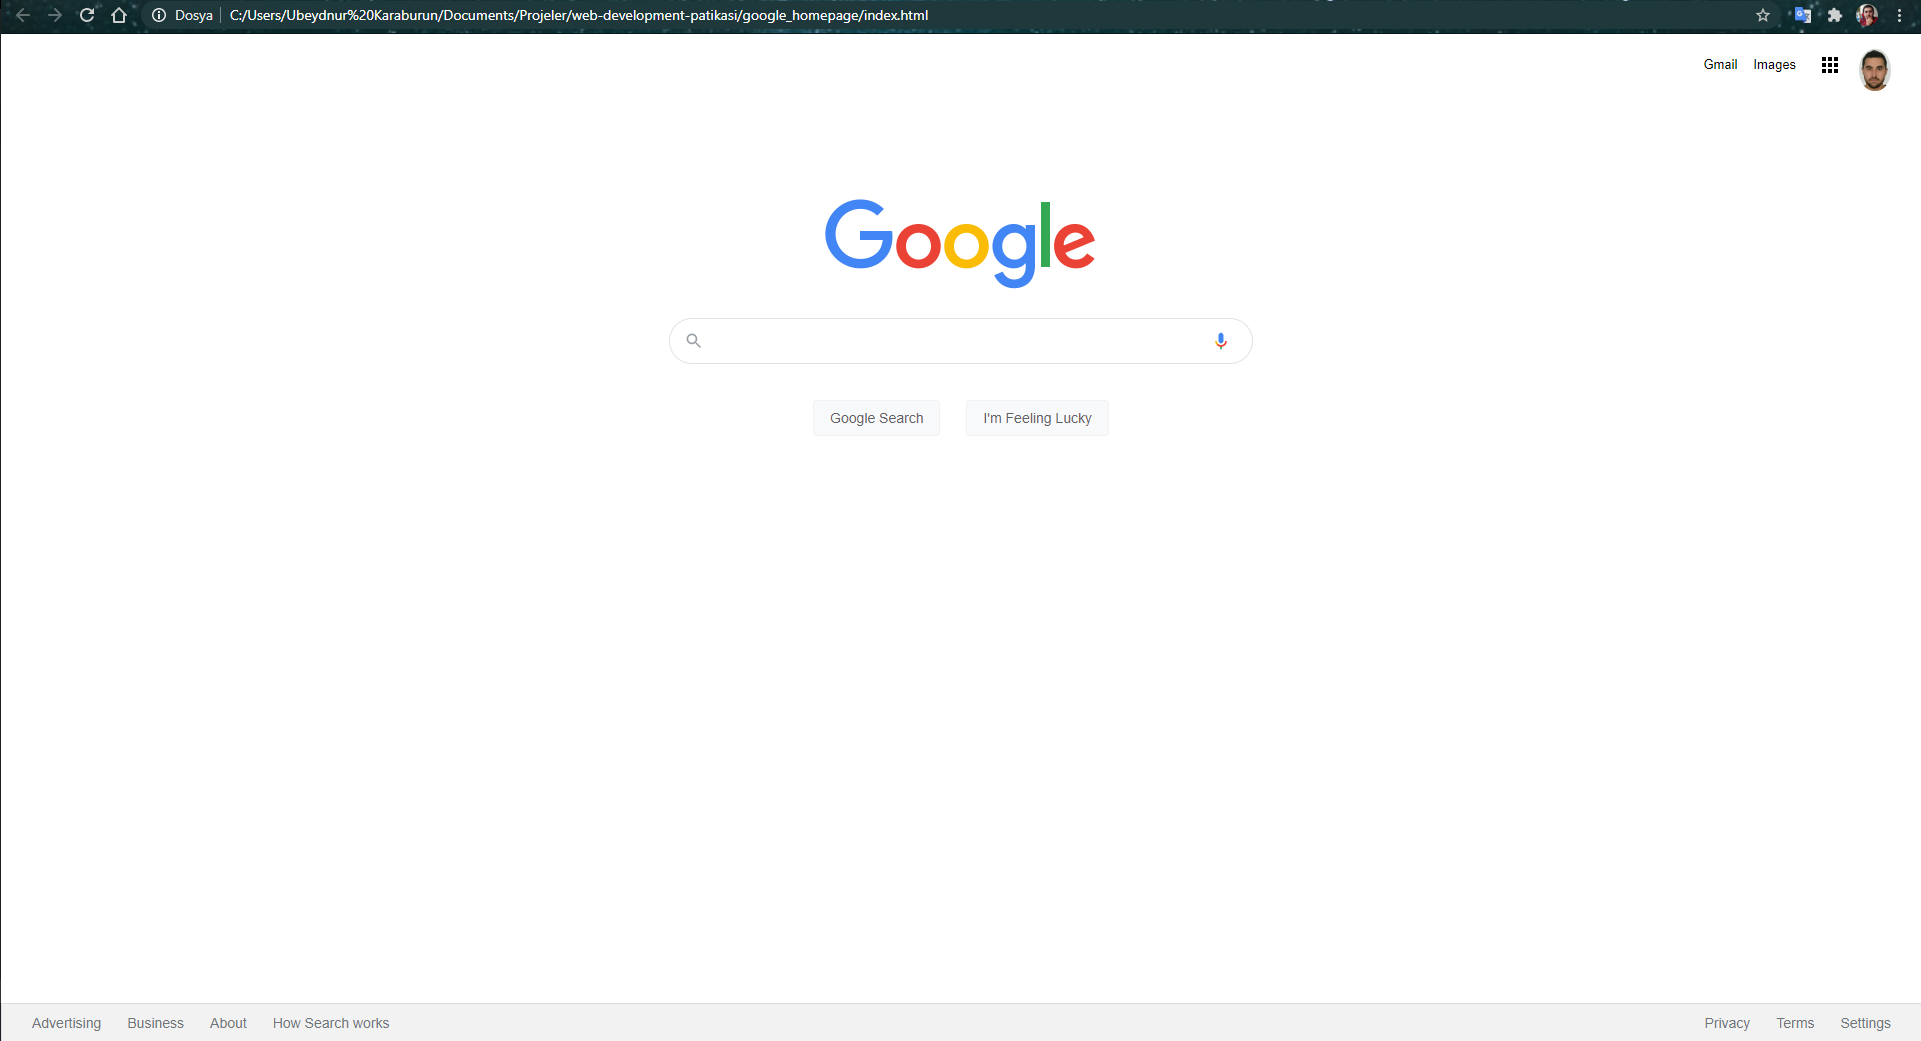 Dosya C:/Users/Ubeydnur%20Karaburun/Documents/Projeler/web-development-patikasi/google_homepage/index.html
Gmail Images
Google
Google Search I'm Feeling Lucky
Advertising Business About How Search works Privacy Terms Settings